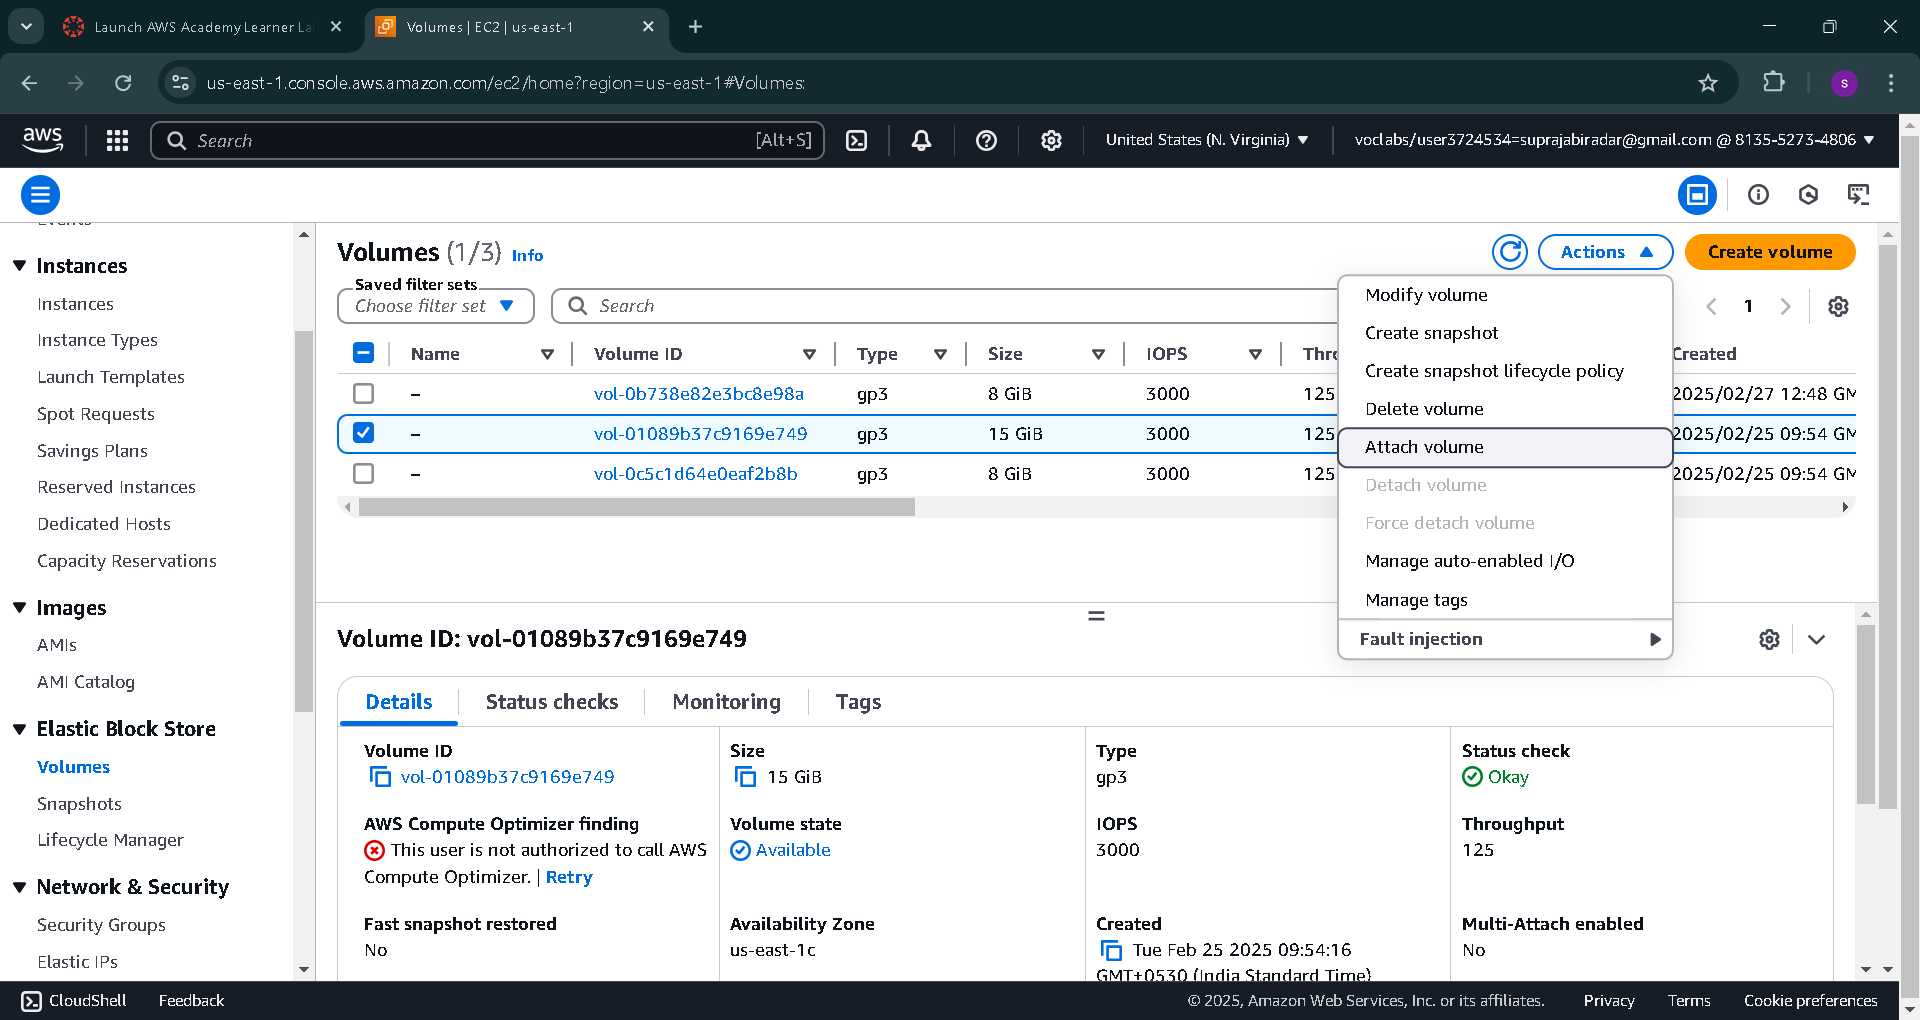 Launch AWS Academy Learner La
Volumes | EC2 | us-east-1
us-east-1.console.aws.amazon.com/ec2/home?region=us-east-1#Volumes:
S
aws
Search
[Alt+S]
United States (N. Virginia)
voclabs/user3724534=suprajabiradar@gmail.com @ 8135-5273-4806
Events
Instances
Instances
Instance Types
Launch Templates
Spot Requests
Savings Plans
Reserved Instances
Dedicated Hosts
Capacity Reservations
Images
AMIs
AMI Catalog
Elastic Block Store
Volumes
Snapshots
Lifecycle Manager
Network & Security
Security Groups
Elastic IPs
Volumes (1/3) Info
Actions
Create volume
Saved filter sets
Choose filter set
Search
1
Name Volume ID Type Size IOPS Thro Created
– vol-0b738e82e3bc8e98a gp3 8 GiB 3000 125 2025/02/27 12:48 GM
– vol-01089b37c9169e749 gp3 15 GiB 3000 125 2025/02/25 09:54 GM
– vol-0c5c1d64e0eaf2b8b gp3 8 GiB 3000 125 2025/02/25 09:54 GM
Modify volume
Create snapshot
Create snapshot lifecycle policy
Delete volume
Attach volume
Detach volume
Force detach volume
Manage auto-enabled I/O
Manage tags
Fault injection
Volume ID: vol-01089b37c9169e749
Details Status checks Monitoring Tags
Volume ID
vol-01089b37c9169e749
Size
15 GiB
Type
gp3
Status check
Okay
AWS Compute Optimizer finding
This user is not authorized to call AWS
Compute Optimizer. | Retry
Volume state
Available
IOPS
3000
Throughput
125
Fast snapshot restored
No
Availability Zone
us-east-1c
Created
Tue Feb 25 2025 09:54:16
GMT+0530 (India Standard Time)
Multi-Attach enabled
No
CloudShell Feedback
© 2025, Amazon Web Services, Inc. or its affiliates. Privacy Terms Cookie preferences